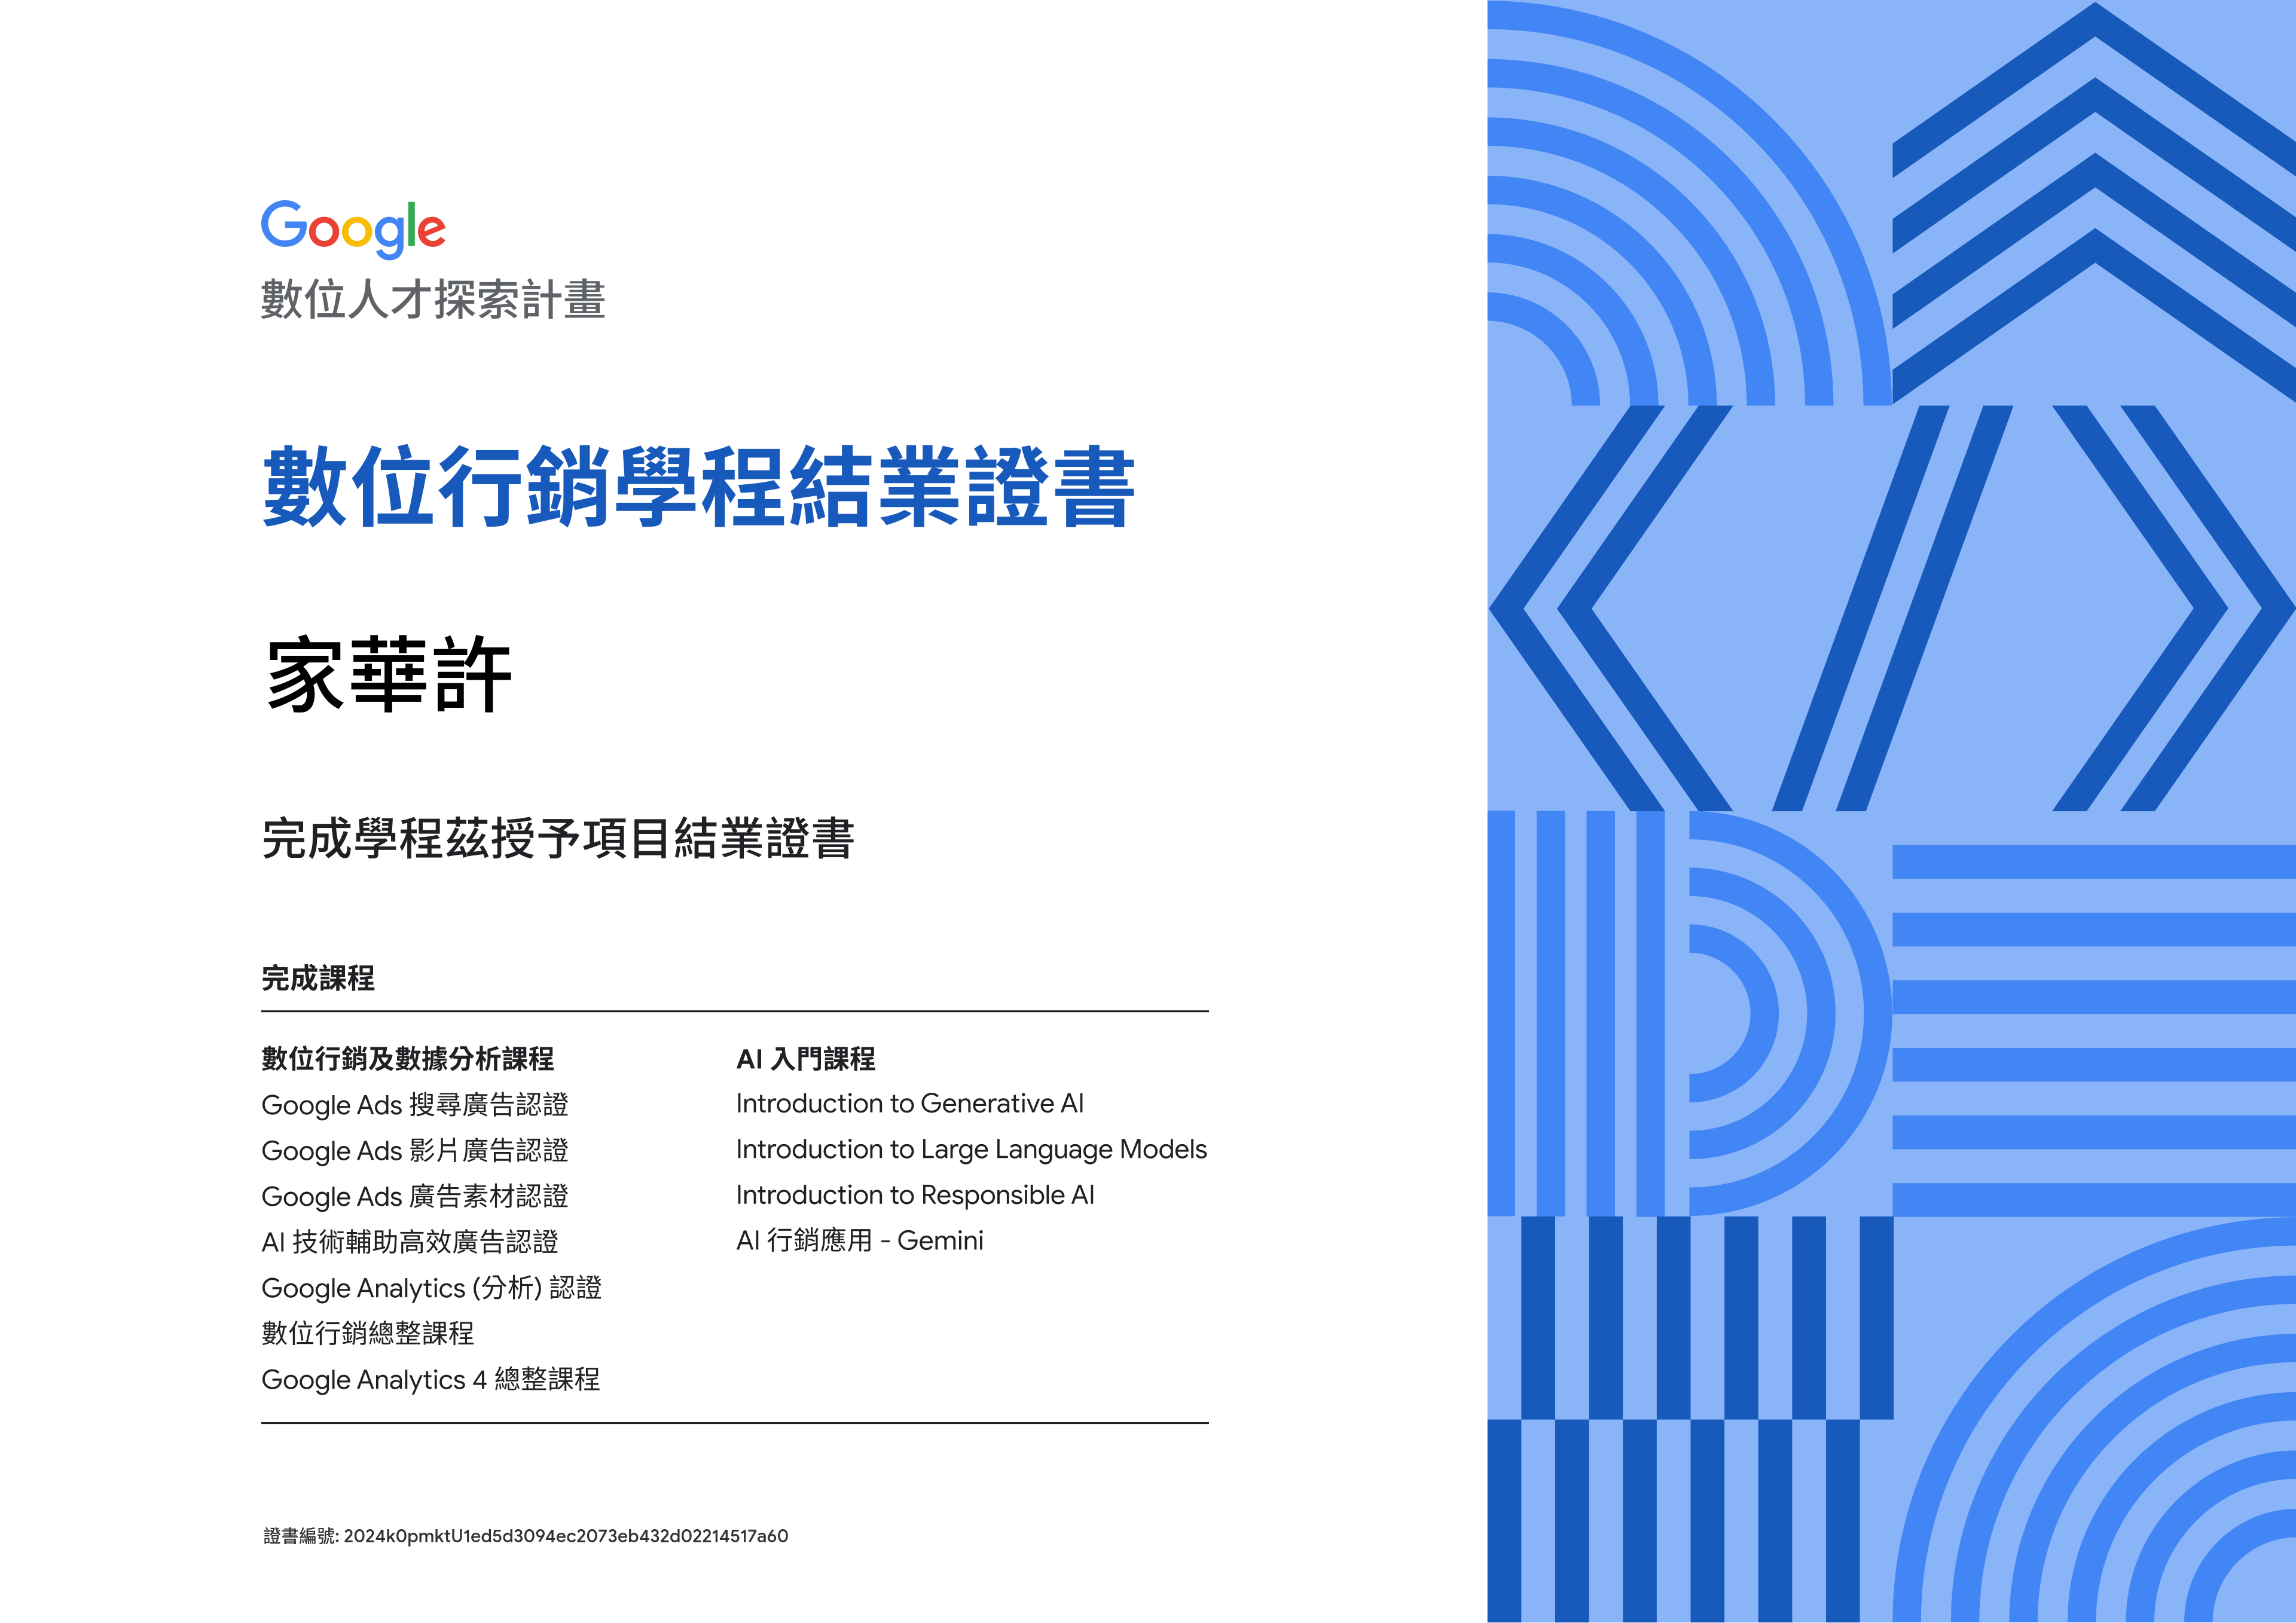 Google
數位人才探索計畫
數位行銷學程結業證書
家華許
完成學程茲授予項目結業證書
完成課程
數位行銷及數據分析課程
Google Ads 搜尋廣告認證
Google Ads 影片廣告認證
Google Ads 廣告素材認證
AI 技術輔助高效廣告認證
Google Analytics (分析) 認證
數位行銷總整課程
Google Analytics 4 總整課程
AI 入門課程
Introduction to Generative AI
Introduction to Large Language Models
Introduction to Responsible AI
AI 行銷應用 - Gemini
證書編號: 2024k0pmktU1ed5d3094ec2073eb432d02214517a60